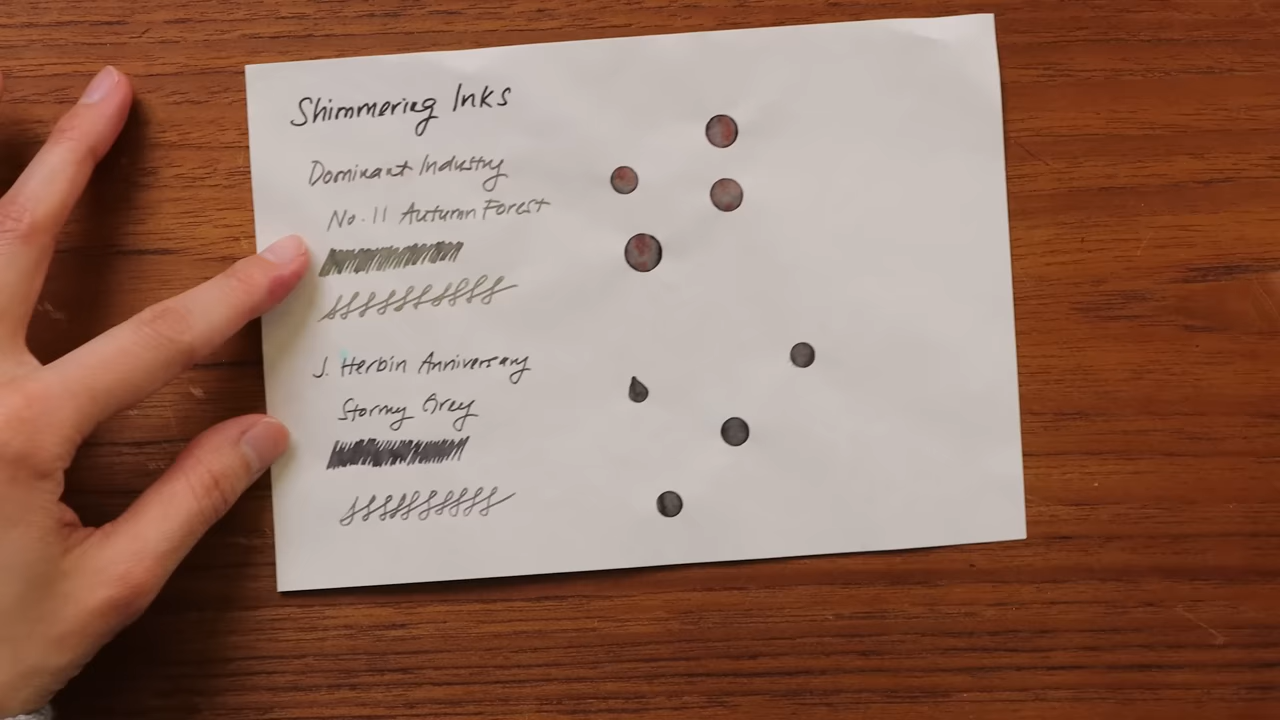 Shimmering Inks
Dominant Industry
No.11 Autumn Forest
J. Herbin Anniversary
Stormy Grey